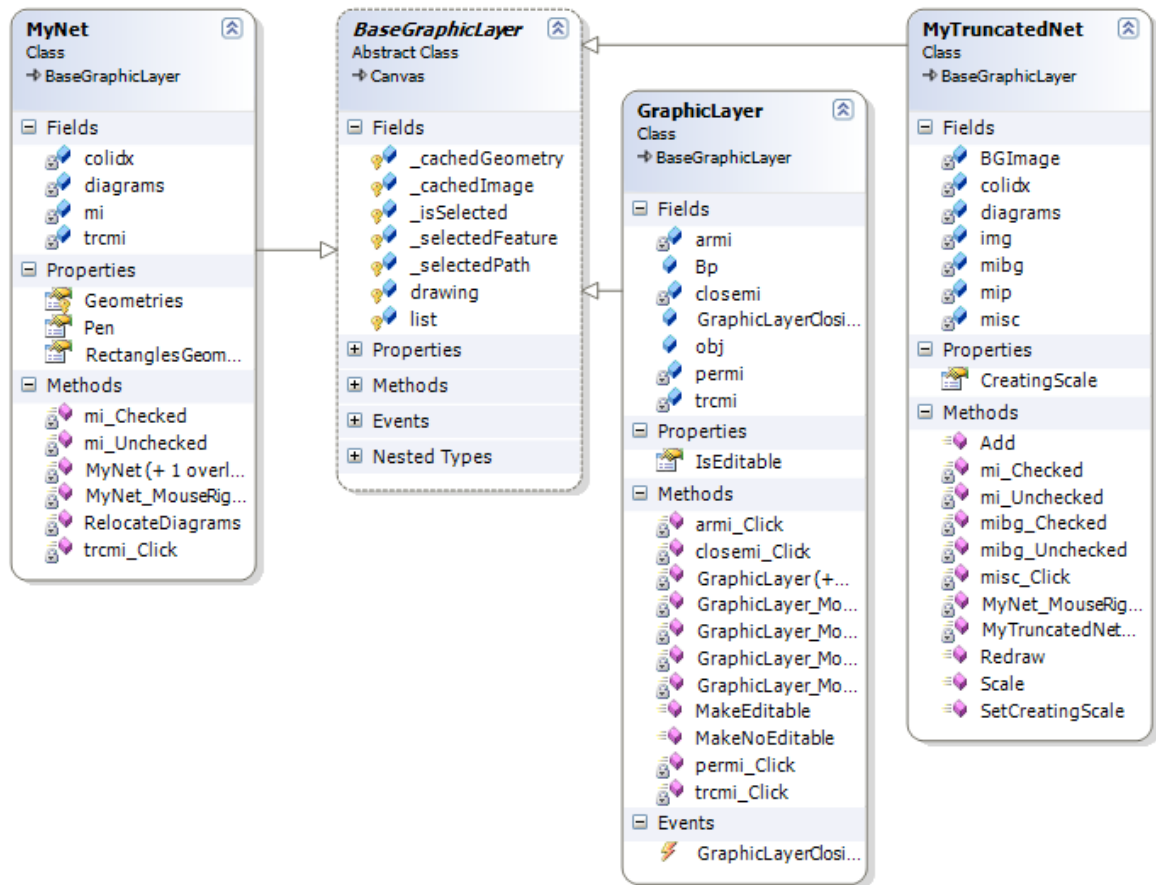 MyNet
Class
BaseGraphicLayer
Fields
colidx
diagrams
mi
trcmi
Properties
Geometries
Pen
RectanglesGeom...
Methods
mi_Checked
mi_Unchecked
MyNet (+ 1 overl...
MyNet_MouseRig...
RelocateDiagrams
trcmi_Click
BaseGraphicLayer
Abstract Class
Canvas
Fields
_cachedGeometry
_cachedImage
_isSelected
_selectedFeature
_selectedPath
drawing
list
Properties
Methods
Events
Nested Types
GraphicLayer
Class
BaseGraphicLayer
Fields
armi
Bp
closemi
GraphicLayerClosi...
obj
permi
trcmi
Properties
IsEditable
Methods
armi_Click
closemi_Click
GraphicLayer (+...
GraphicLayer_Mo...
GraphicLayer_Mo...
GraphicLayer_Mo...
GraphicLayer_Mo...
MakeEditable
MakeNoEditable
permi_Click
trcmi_Click
Events
GraphicLayerClosi...
MyTruncatedNet
Class
BaseGraphicLayer
Fields
BGImage
colidx
diagrams
img
mibg
mip
misc
Properties
CreatingScale
Methods
Add
mi_Checked
mi_Unchecked
mibg_Checked
mibg_Unchecked
misc_Click
MyNet_MouseRig...
MyTruncatedNet...
Redraw
Scale
SetCreatingScale